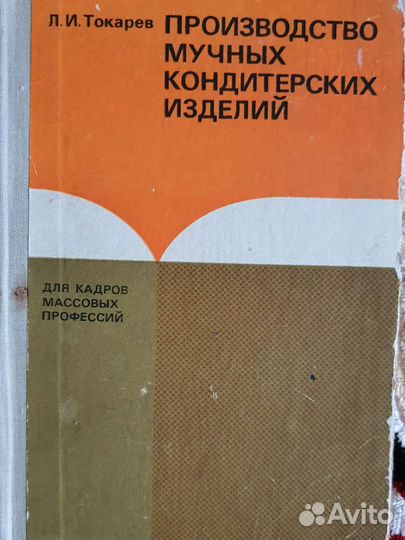 Л.И.Токарев
ПРОИЗВОДСТВО
МУЧНЫХ
КОНДИТЕРСКИХ
ИЗДЕЛИЙ
ДЛЯ КАДРОВ
МАССОВЫХ
ПРОФЕССИЙ
Avito